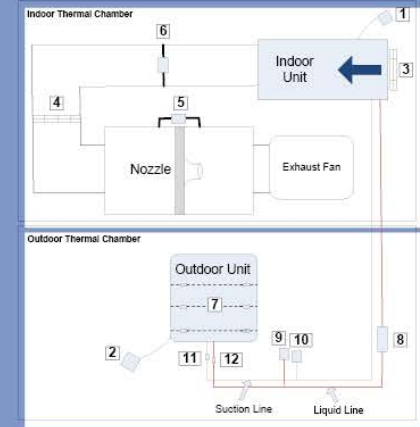 Indoor Thermal Chamber
1
6
Indoor
Unit
3
4
5
Nozzle
Exhaust Fan
Outdoor Thermal Chamber
Outdoor Unit
7
2
9
10
8
11
12
Suction Line
Liquid Line